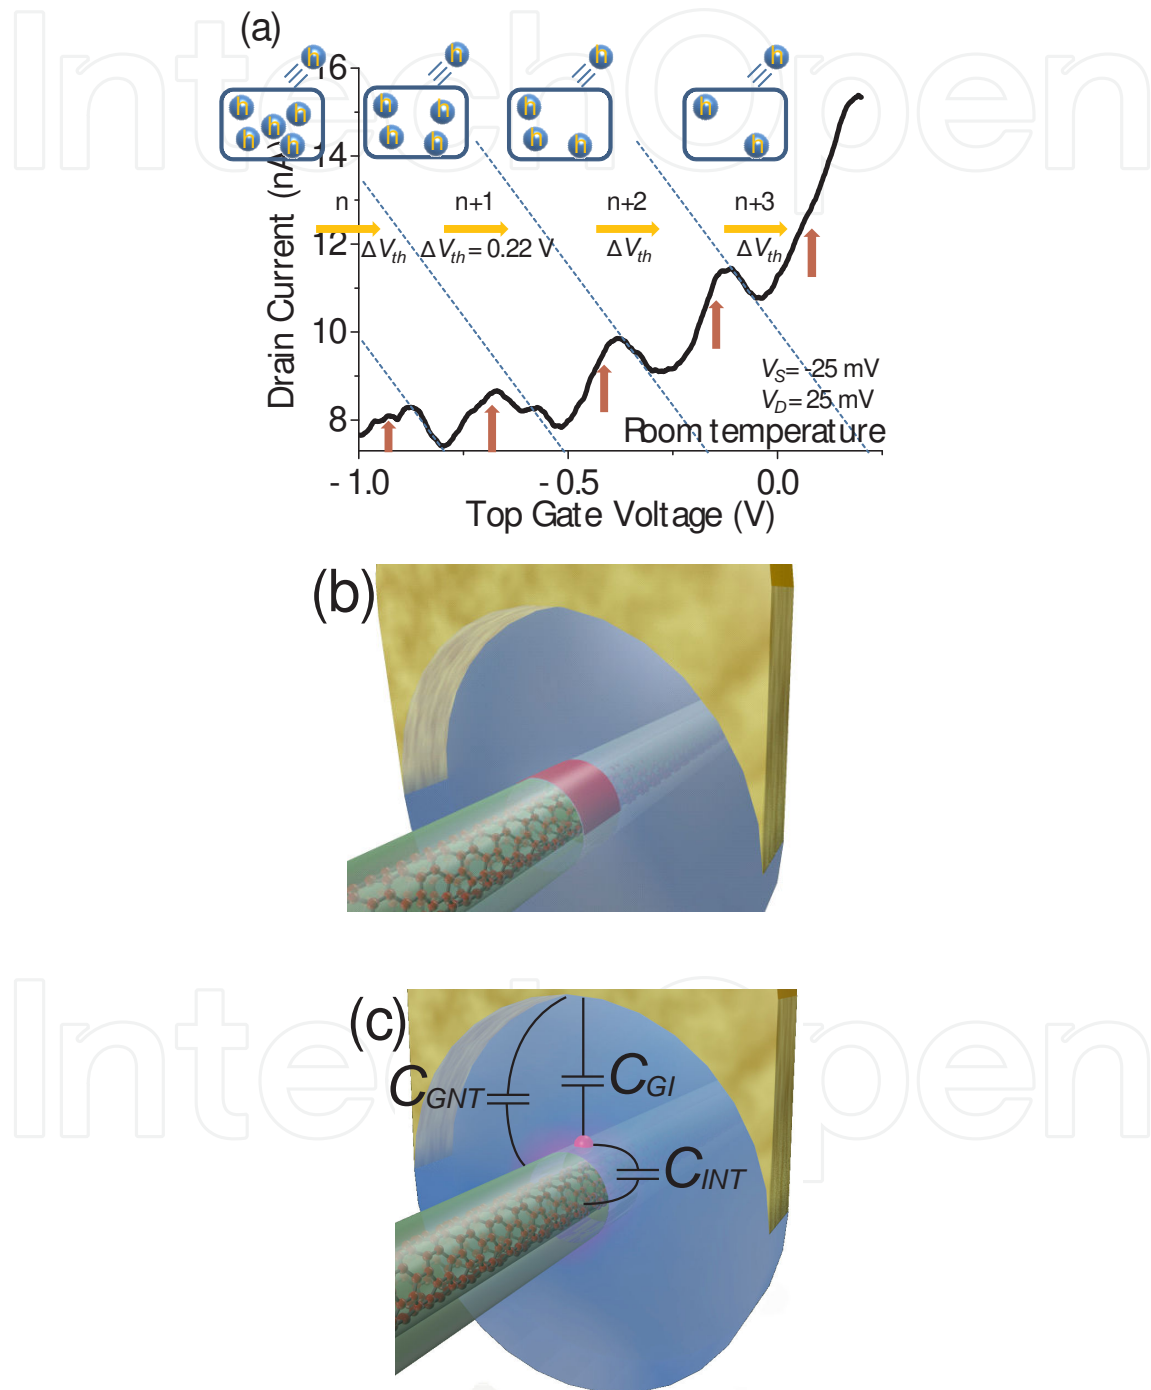 IntechOpen
(a)
h h h h
h h h h h h
h h h h h h h h
16
14
12
10
8
Drain Current (nA)
n n+1 n+2 n+3
ΔVth ΔVth = 0.22 V ΔVth ΔVth
VS= -25 mV
VD= 25 mV
Room temperature
-1.0 -0.5 0.0
Top Gate Voltage (V)
(b)
IntechOpen
(c)
CGNT CGI
CINT